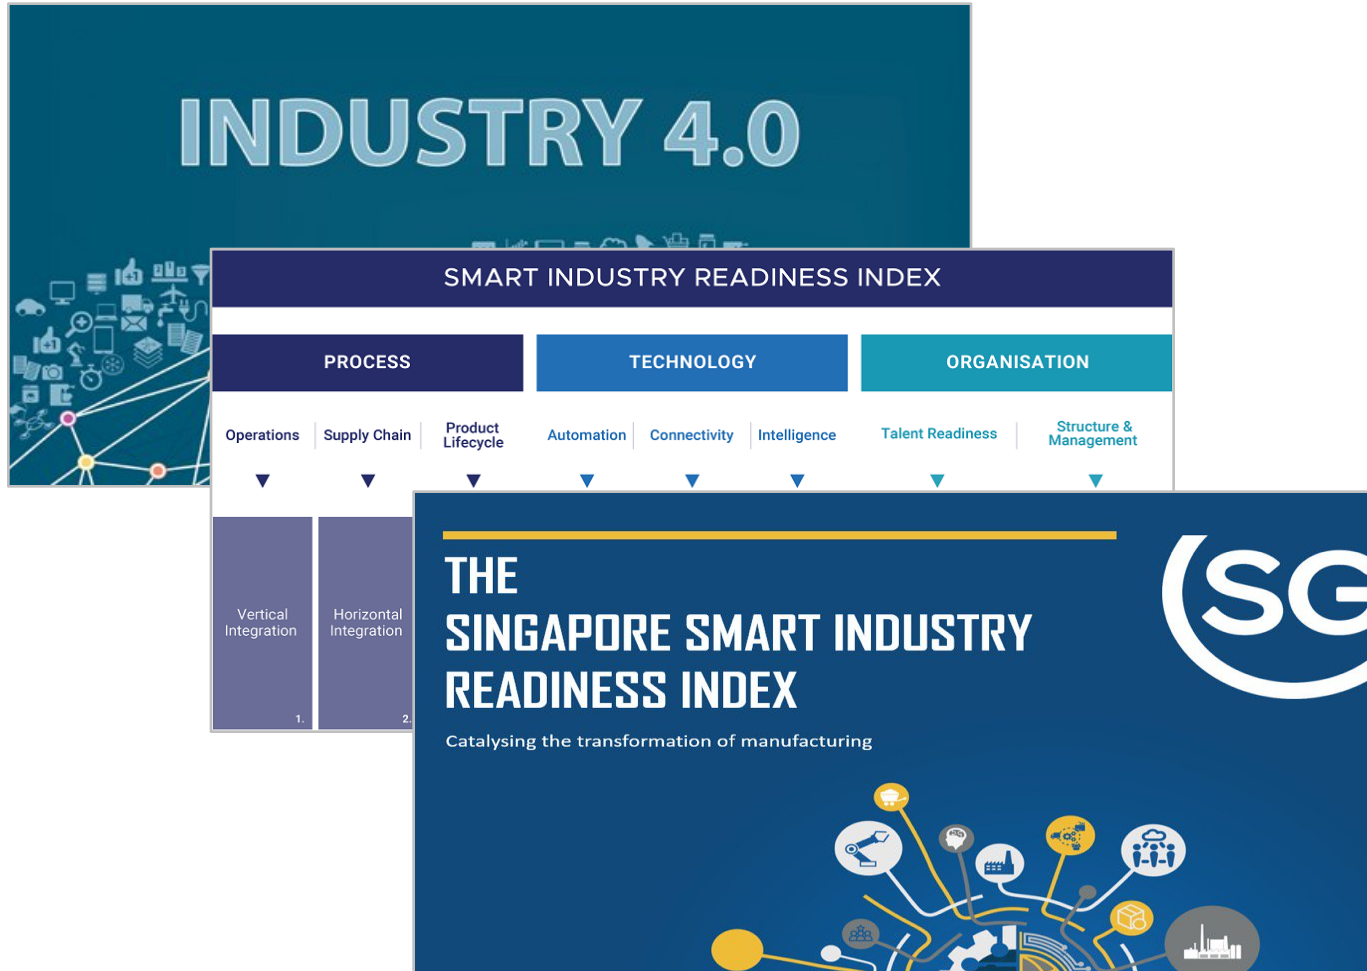 INDUSTRY 4.0
SMART INDUSTRY READINESS INDEX
PROCESS
TECHNOLOGY
ORGANISATION
Operations
Supply Chain
Product
Lifecycle
Automation
Connectivity
Intelligence
Talent Readiness
Structure &
Management
Vertical
Integration
1.
Horizontal
Integration
2.
THE
SINGAPORE SMART INDUSTRY
READINESS INDEX
Catalysing the transformation of manufacturing
SG